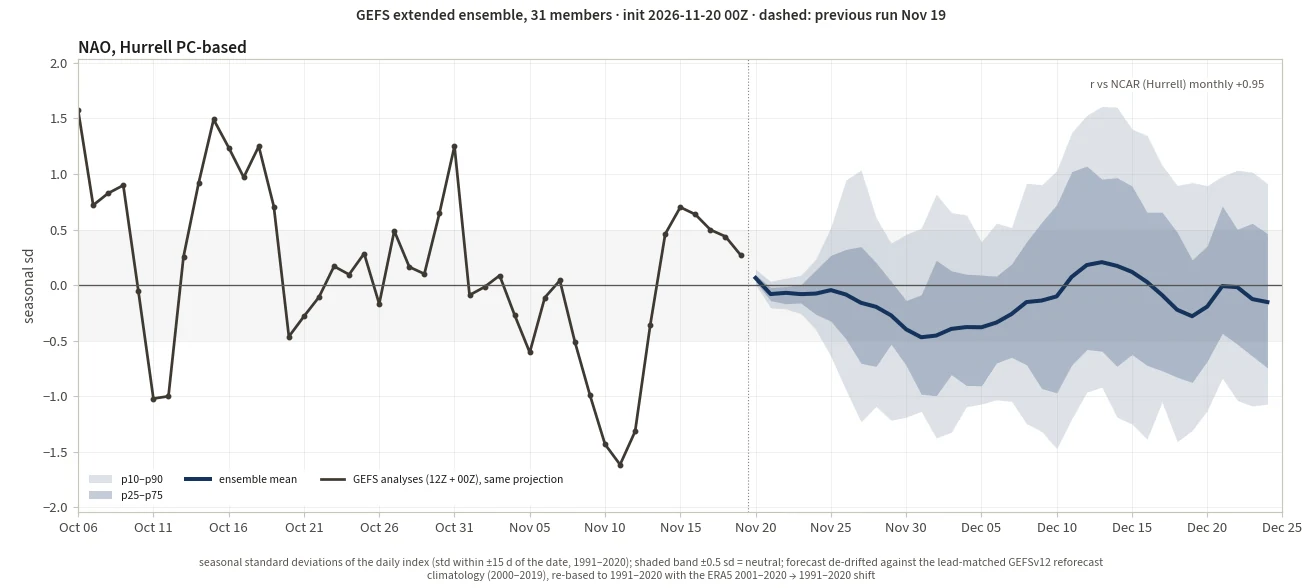 GEFS extended ensemble, 31 members · init 2026-11-20 00Z · dashed: previous run Nov 19
NAO, Hurrell PC-based
r vs NCAR (Hurrell) monthly +0.95
seasonal sd
2.0
1.5
1.0
0.5
0.0
−0.5
−1.0
−1.5
−2.0
p10–p90
p25–p75
ensemble mean
GEFS analyses (12Z + 00Z), same projection
Oct 06 Oct 11 Oct 16 Oct 21 Oct 26 Oct 31 Nov 05 Nov 10 Nov 15 Nov 20 Nov 25 Nov 30 Dec 05 Dec 10 Dec 15 Dec 20 Dec 25
seasonal standard deviations of the daily index (std within ±15 d of the date, 1991–2020); shaded band ±0.5 sd = neutral; forecast de-drifted against the lead-matched GEFSv12 reforecast
climatology (2000–2019), re-based to 1991–2020 with the ERA5 2001–2020 → 1991–2020 shift